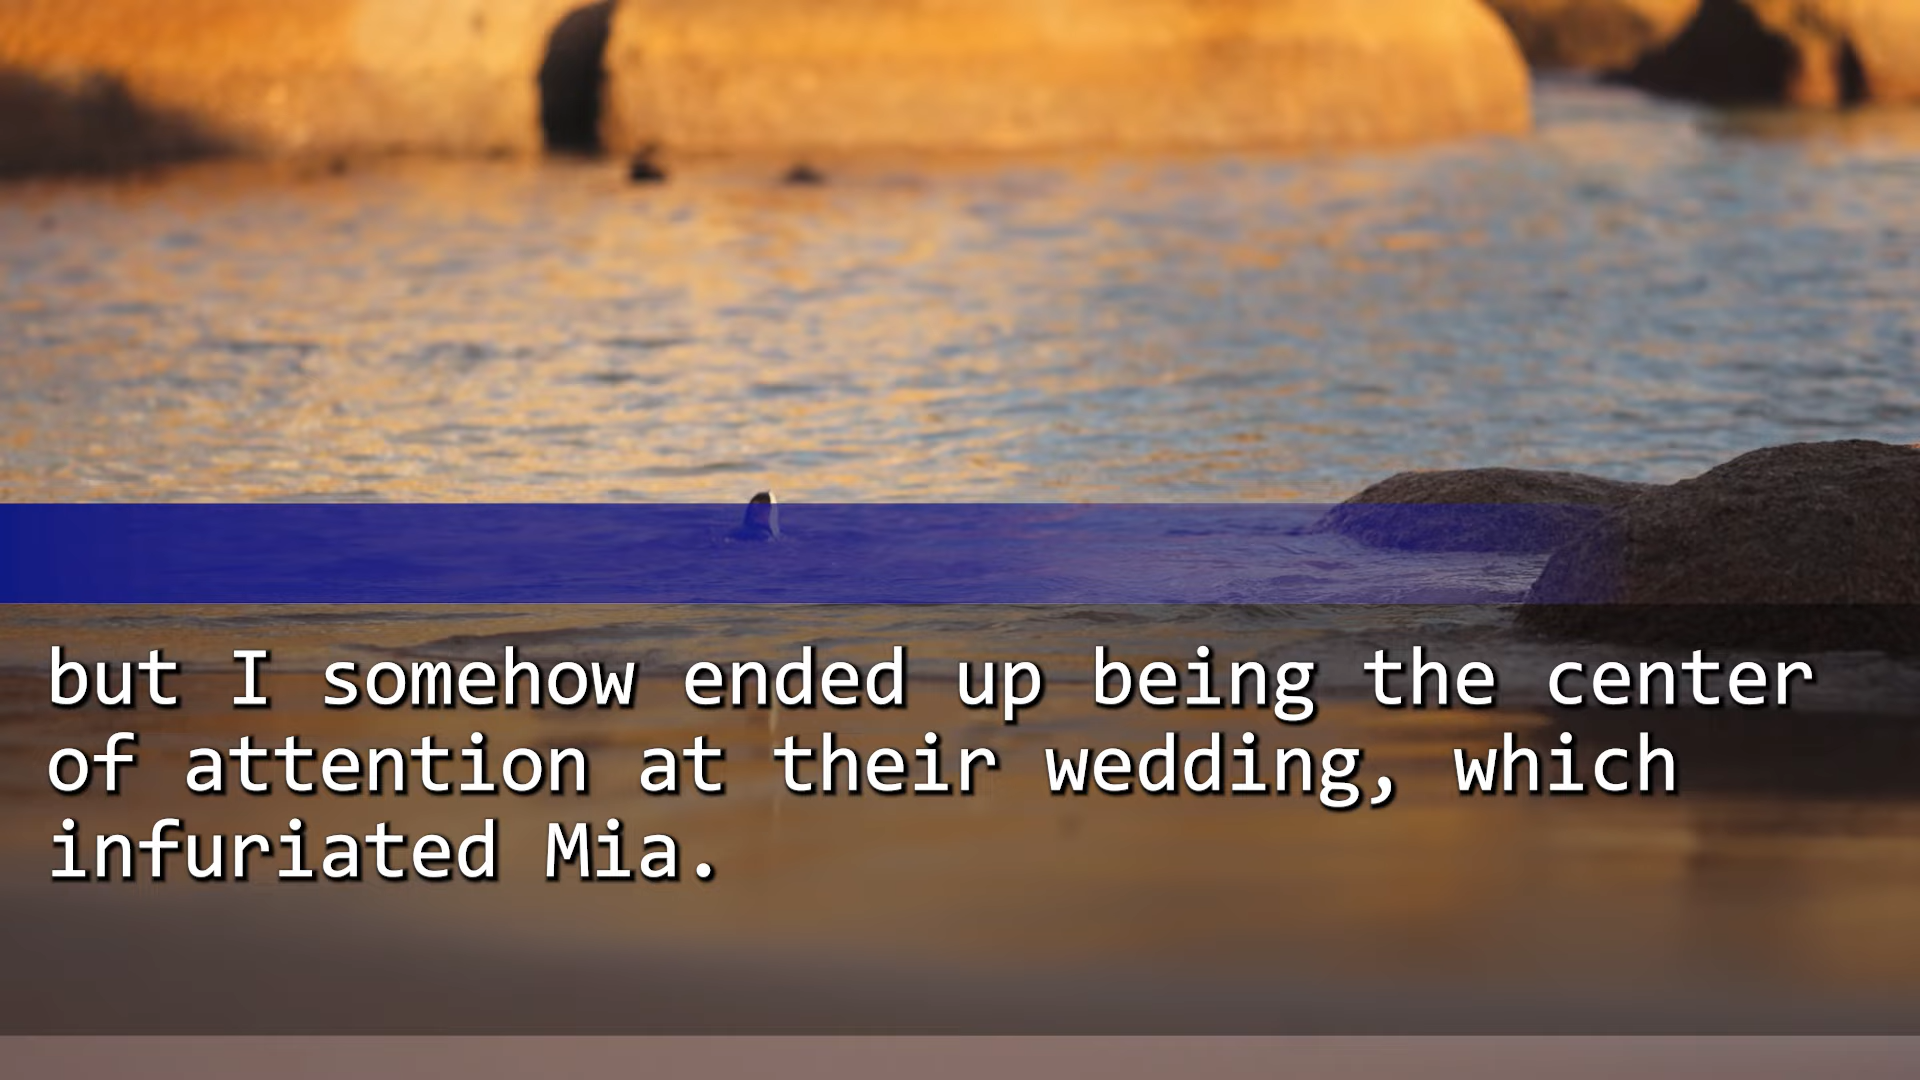 but I somehow ended up being the center
of attention at their wedding, which
infuriated Mia.